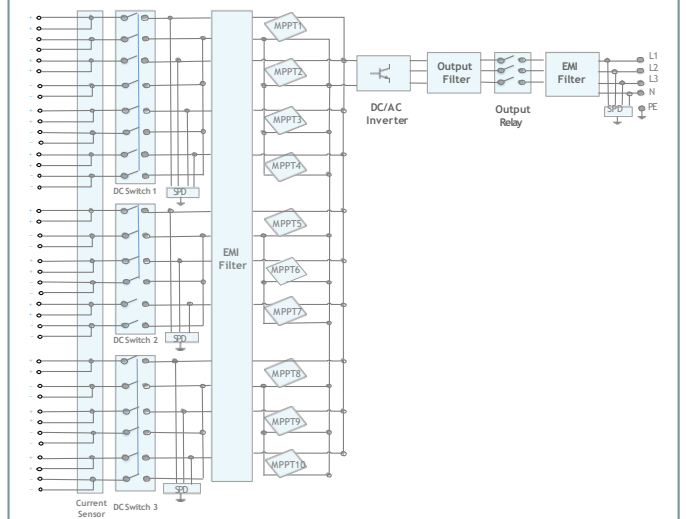 MPPT1
MPPT2
MPPT3
MPPT4
DC Switch 1
SPD
MPPT5
MPPT6
MPPT7
EMI
Filter
DC Switch 2
SPD
MPPT8
MPPT9
MPPT10
SPD
Current
Sensor
DC Switch 3
DC/AC
Inverter
Output
Filter
Output
Relay
EMI
Filter
SPD
L1
L2
L3
N
PE